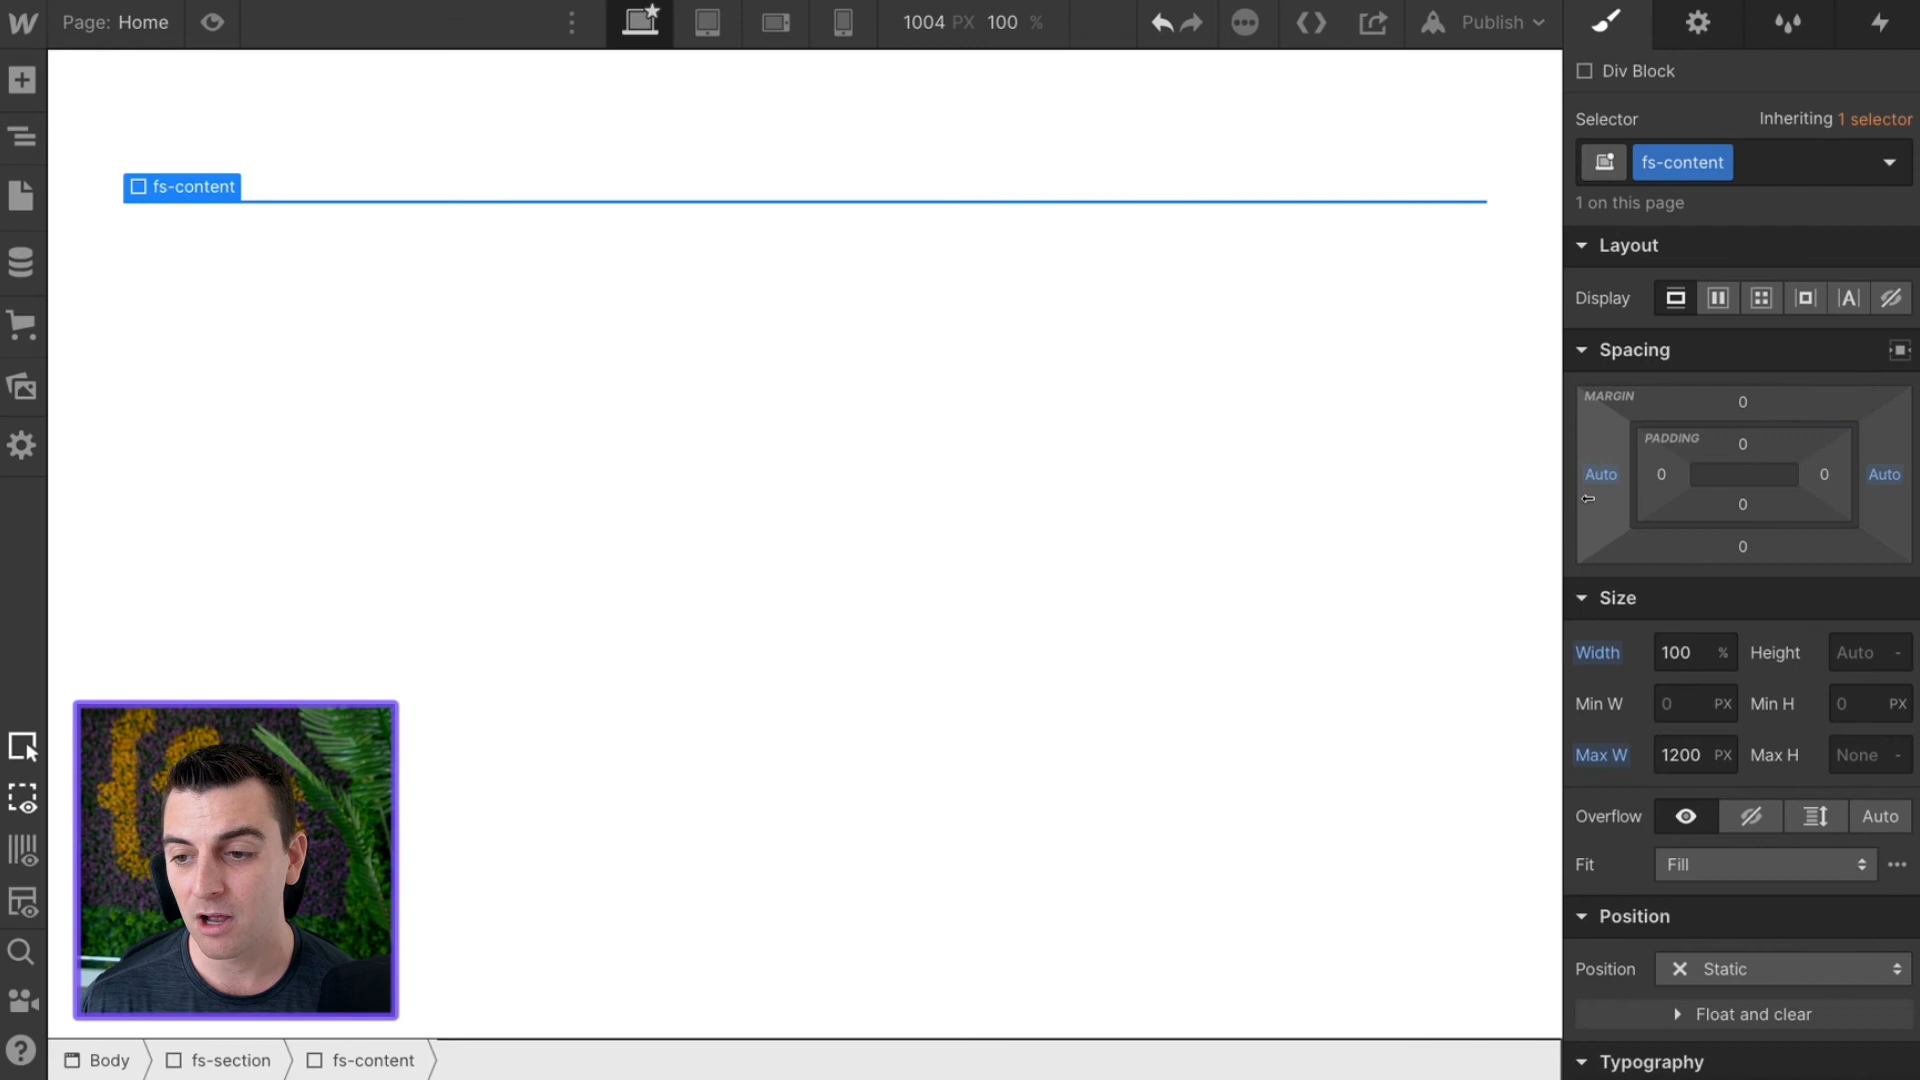 Page: Home
1004 PX 100 %
Publish
Div Block
Selector
Inheriting 1 selector
fs-content
1 on this page
fs-content
Layout
Display
Spacing
MARGIN
0
PADDING
0
Auto
0
0
Auto
0
0
Size
Width
100 %
Height
Auto -
Min W
0 PX
Min H
0 PX
Max W
1200 PX
Max H
None -
Overflow
Auto
Fit
Fill
Position
Position
Static
Float and clear
Typography
Body
fs-section
fs-content